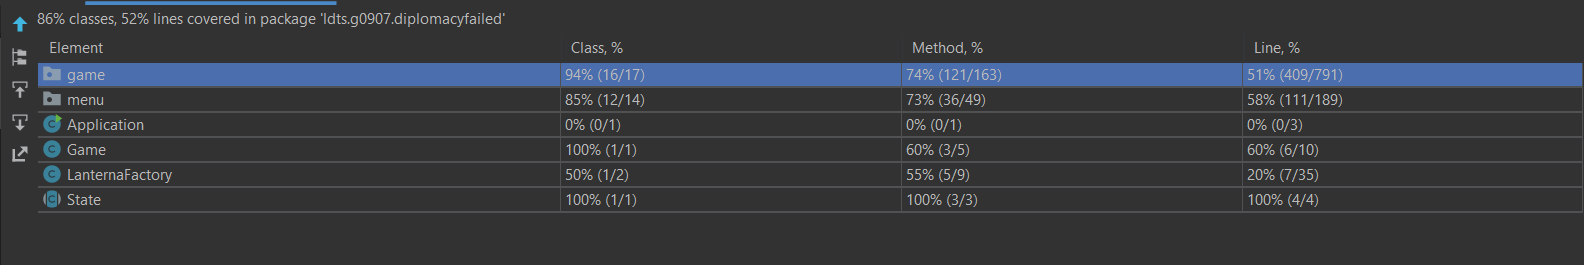 86% classes, 52% lines covered in package 'ldts.g0907.diplomacyfailed'
Element Class, % Method, % Line, %
game 94% (16/17) 74% (121/163) 51% (409/791)
menu 85% (12/14) 73% (36/49) 58% (111/189)
Application 0% (0/1) 0% (0/1) 0% (0/3)
Game 100% (1/1) 60% (3/5) 60% (6/10)
LanternaFactory 50% (1/2) 55% (5/9) 20% (7/35)
State 100% (1/1) 100% (3/3) 100% (4/4)